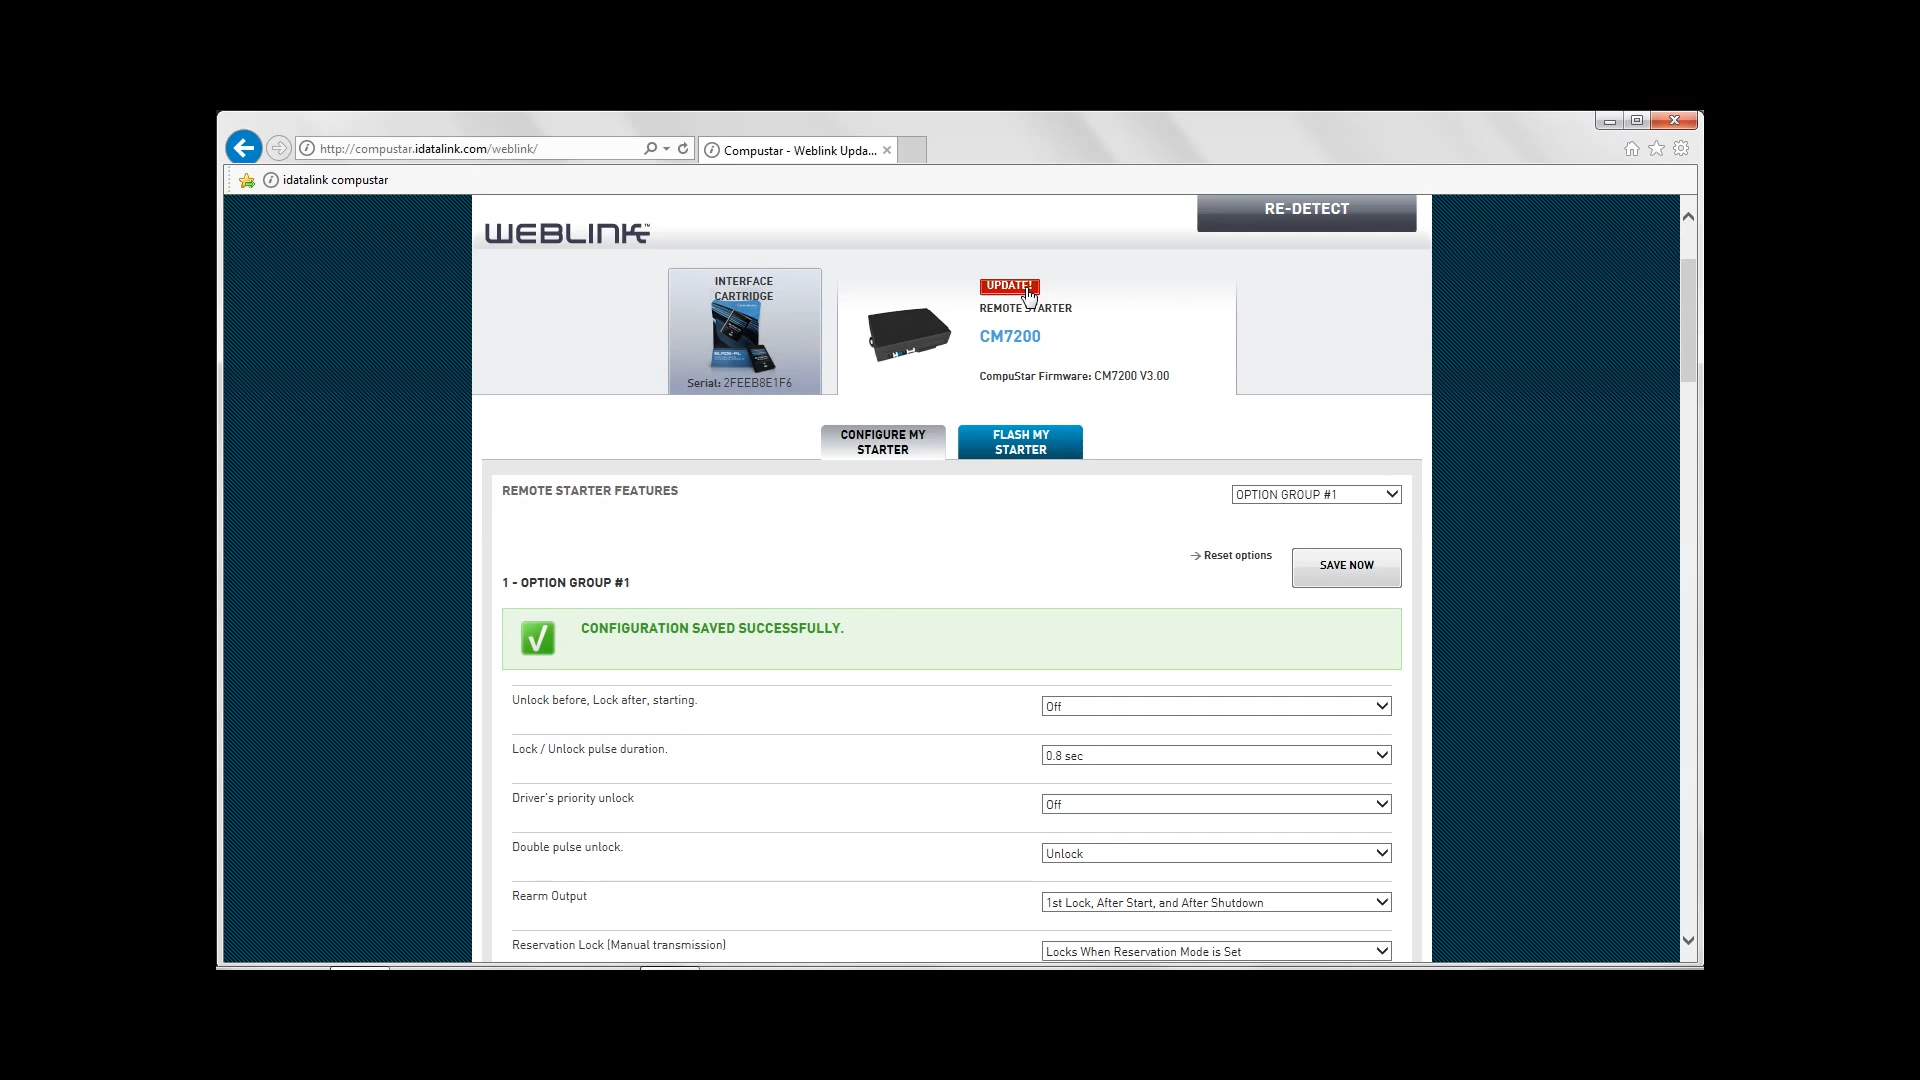 http://compustar.idatalink.com/weblink/
Compustar - Weblink Upda...
idatalink compustar
WEBLINK™
RE-DETECT
INTERFACE
CARTRIDGE
Serial: 2FEEB8E1F6
UPDATE!
REMOTE STARTER
CM7200
CompuStar Firmware: CM7200 V3.00
CONFIGURE MY
STARTER
FLASH MY
STARTER
REMOTE STARTER FEATURES
OPTION GROUP #1
Reset options
SAVE NOW
1 - OPTION GROUP #1
CONFIGURATION SAVED SUCCESSFULLY.
Unlock before, Lock after, starting.
Off
Lock / Unlock pulse duration.
0.8 sec
Driver's priority unlock
Off
Double pulse unlock.
Unlock
Rearm Output
1st Lock, After Start, and After Shutdown
Reservation Lock (Manual transmission)
Locks When Reservation Mode is Set